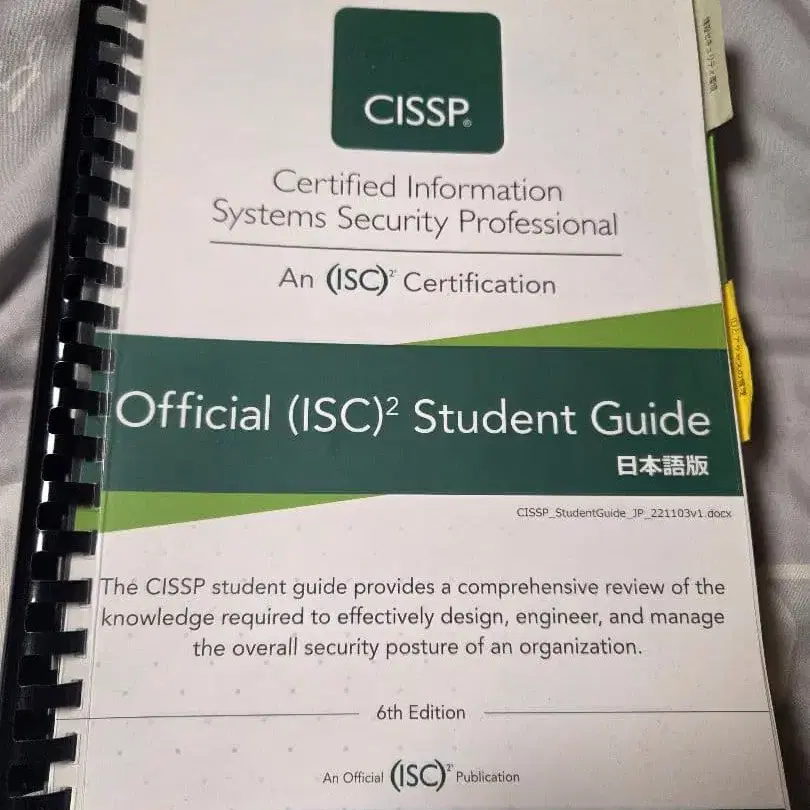 CISSP®
Certified Information
Systems Security Professional
An (ISC)²® Certification
Official (ISC)² Student Guide
日本語版
CISSP_StudentGuide_JP_221103v1.docx
The CISSP student guide provides a comprehensive review of the
knowledge required to effectively design, engineer, and manage
the overall security posture of an organization.
6th Edition
An Official (ISC)²® Publication